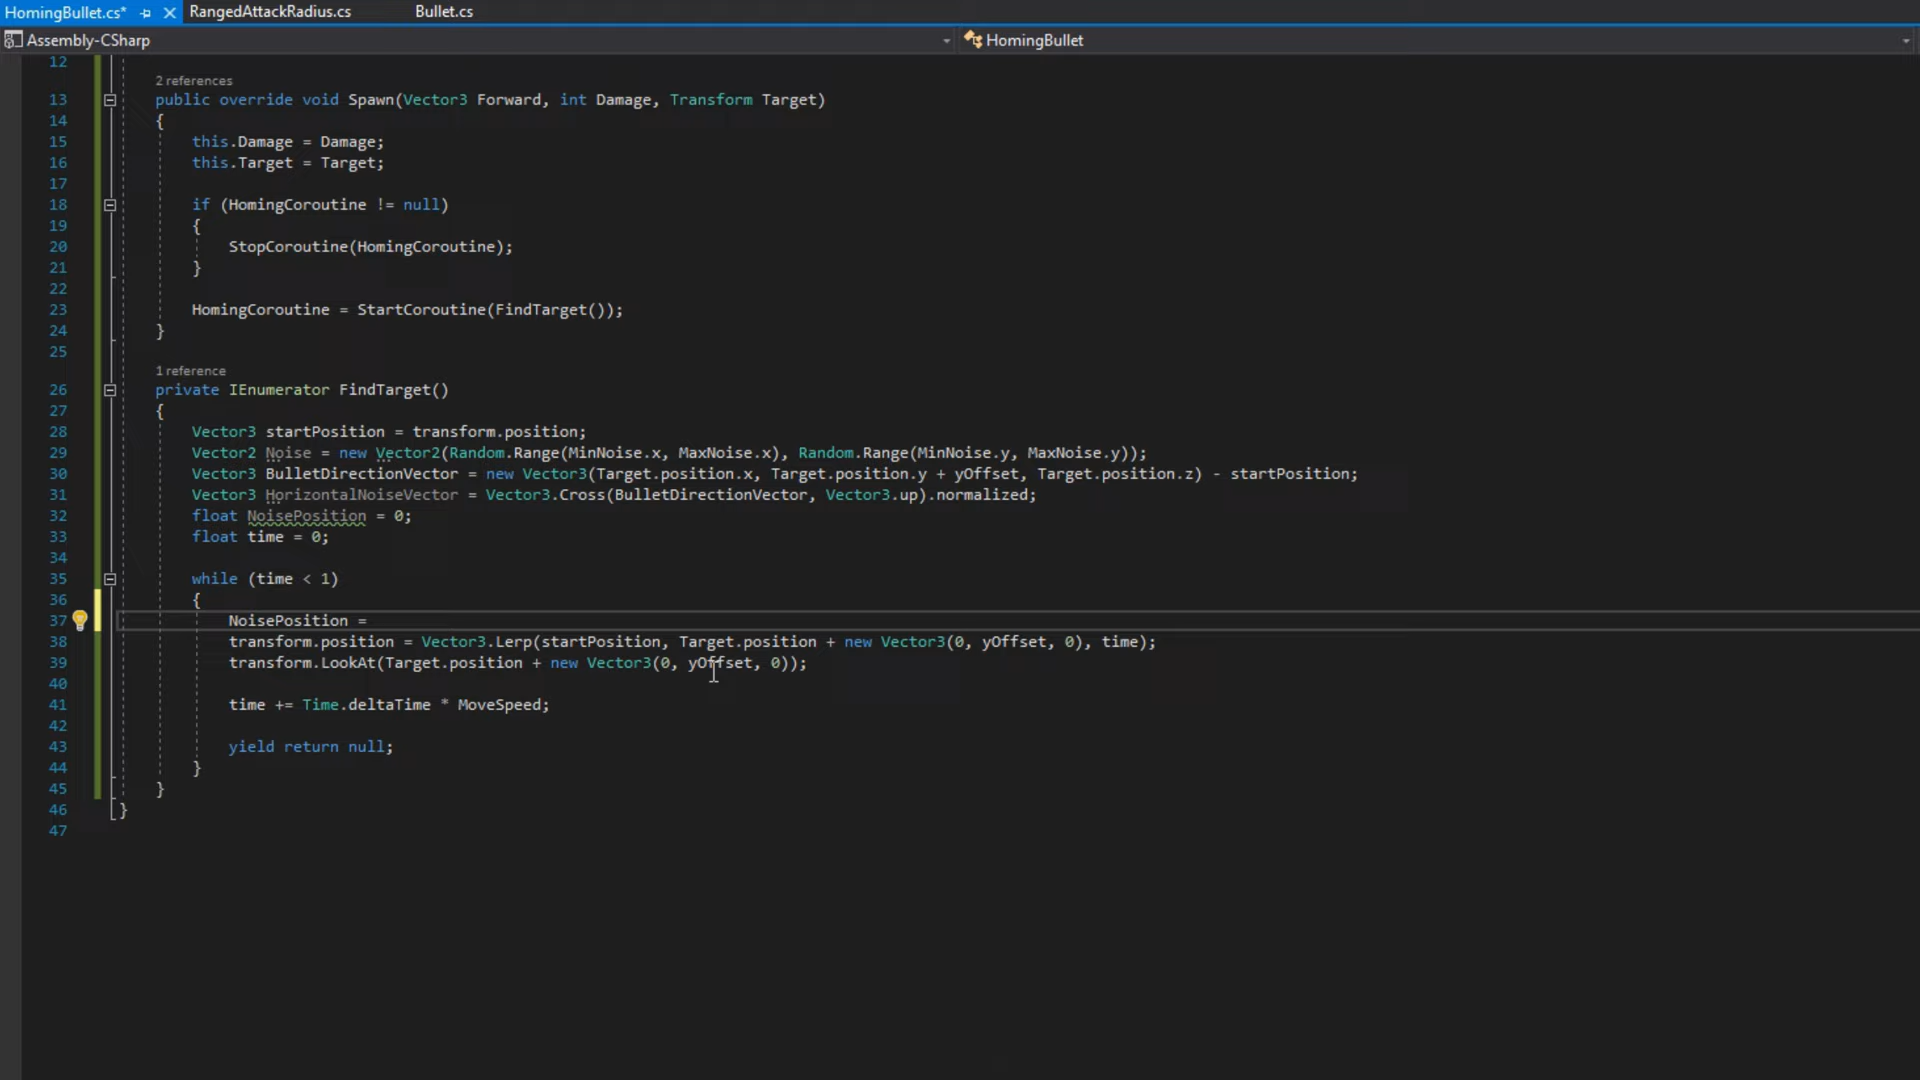 HomingBullet.cs* RangedAttackRadius.cs Bullet.cs
Assembly-CSharp HomingBullet
12
2 references
13 public override void Spawn(Vector3 Forward, int Damage, Transform Target)
14 {
15 this.Damage = Damage;
16 this.Target = Target;
17
18 if (HomingCoroutine != null)
19 {
20 StopCoroutine(HomingCoroutine);
21 }
22
23 HomingCoroutine = StartCoroutine(FindTarget());
24 }
25
1 reference
26 private IEnumerator FindTarget()
27 {
28 Vector3 startPosition = transform.position;
29 Vector2 Noise = new Vector2(Random.Range(MinNoise.x, MaxNoise.x), Random.Range(MinNoise.y, MaxNoise.y));
30 Vector3 BulletDirectionVector = new Vector3(Target.position.x, Target.position.y + yOffset, Target.position.z) - startPosition;
31 Vector3 HorizontalNoiseVector = Vector3.Cross(BulletDirectionVector, Vector3.up).normalized;
32 float NoisePosition = 0;
33 float time = 0;
34
35 while (time < 1)
36 {
37 NoisePosition =
38 transform.position = Vector3.Lerp(startPosition, Target.position + new Vector3(0, yOffset, 0), time);
39 transform.LookAt(Target.position + new Vector3(0, yOffset, 0));
40
41 time += Time.deltaTime * MoveSpeed;
42
43 yield return null;
44 }
45 }
46 }
47